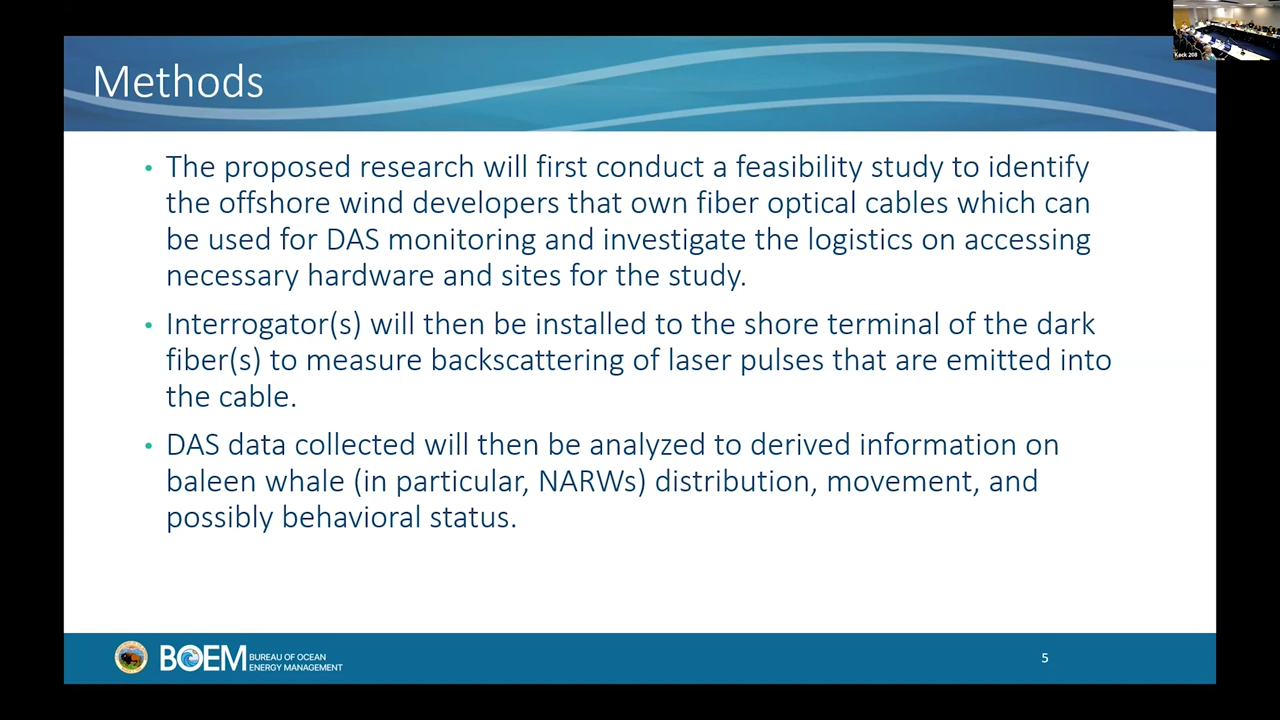 Keck 208
Methods
• The proposed research will first conduct a feasibility study to identify
the offshore wind developers that own fiber optical cables which can
be used for DAS monitoring and investigate the logistics on accessing
necessary hardware and sites for the study.
• Interrogator(s) will then be installed to the shore terminal of the dark
fiber(s) to measure backscattering of laser pulses that are emitted into
the cable.
• DAS data collected will then be analyzed to derived information on
baleen whale (in particular, NARWs) distribution, movement, and
possibly behavioral status.
BOEM
BUREAU OF OCEAN
ENERGY MANAGEMENT
5